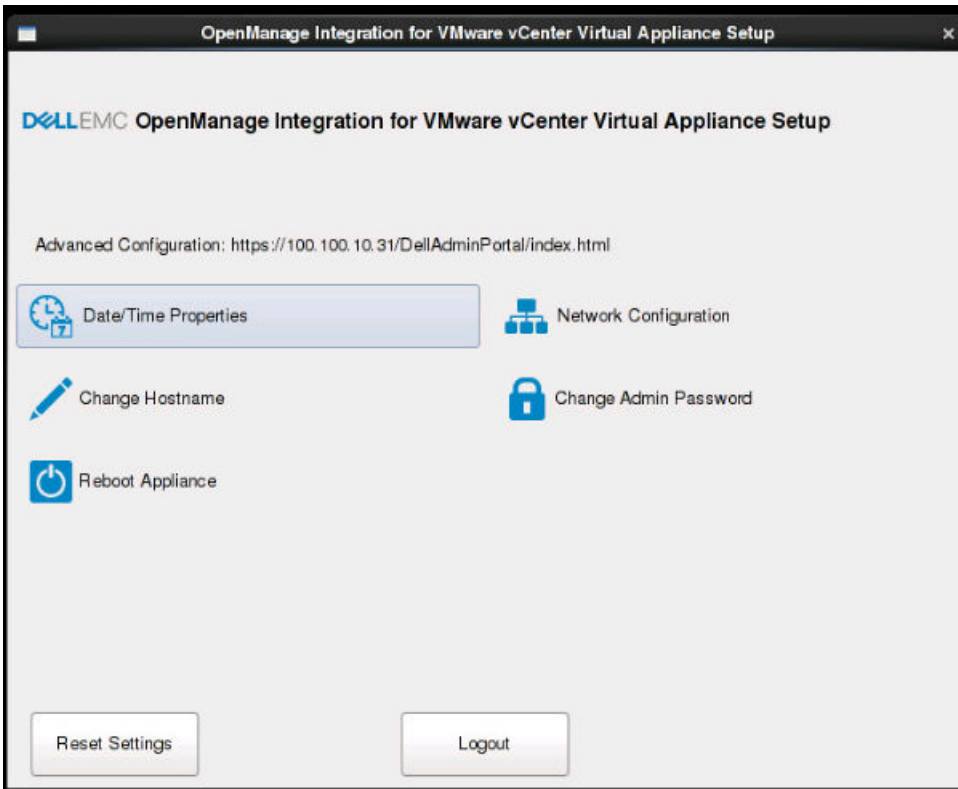 OpenManage Integration for VMware vCenter Virtual Appliance Setup
DELLEMC OpenManage Integration for VMware vCenter Virtual Appliance Setup
Advanced Configuration: https://100.100.10.31/DellAdminPortal/index.html
Date/Time Properties
Network Configuration
7
Change Hostname
Change Admin Password
Reboot Appliance
Reset Settings
Logout